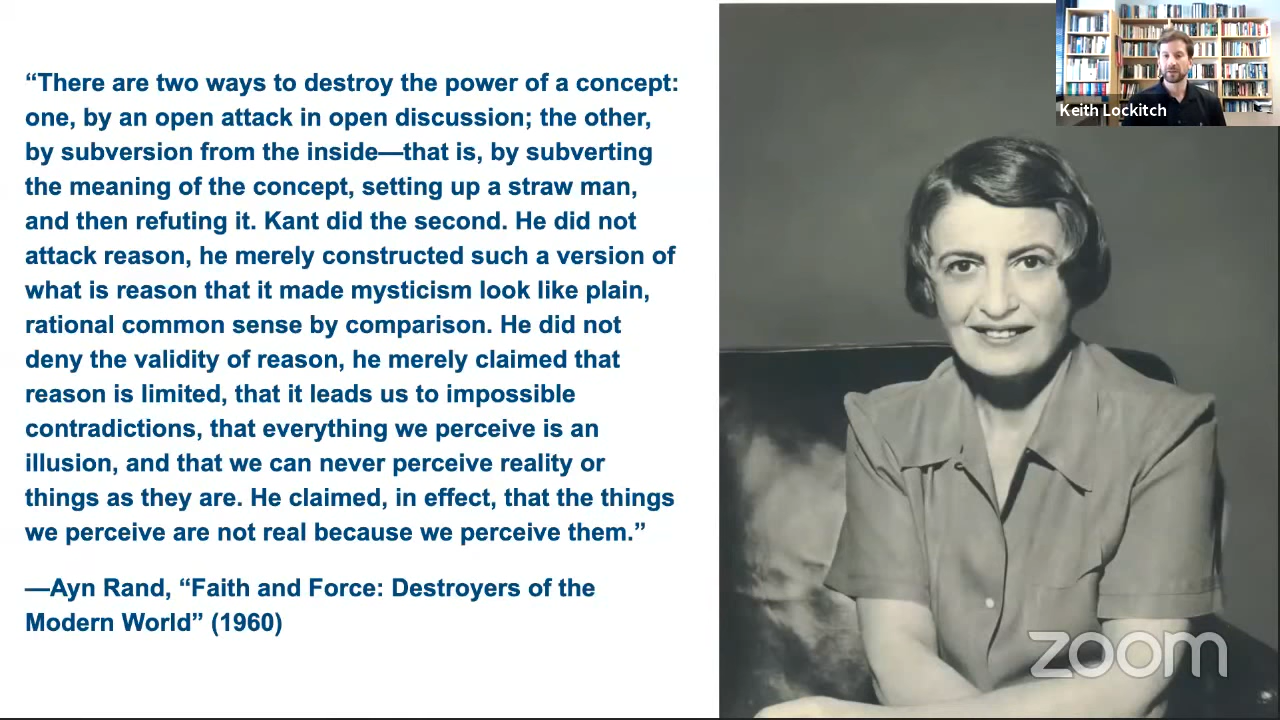 “There are two ways to destroy the power of a concept:
one, by an open attack in open discussion; the other,
by subversion from the inside—that is, by subverting
the meaning of the concept, setting up a straw man,
and then refuting it. Kant did the second. He did not
attack reason, he merely constructed such a version of
what is reason that it made mysticism look like plain,
rational common sense by comparison. He did not
deny the validity of reason, he merely claimed that
reason is limited, that it leads us to impossible
contradictions, that everything we perceive is an
illusion, and that we can never perceive reality or
things as they are. He claimed, in effect, that the things
we perceive are not real because we perceive them.”
—Ayn Rand, “Faith and Force: Destroyers of the
Modern World” (1960)
Keith Lockitch
zoom